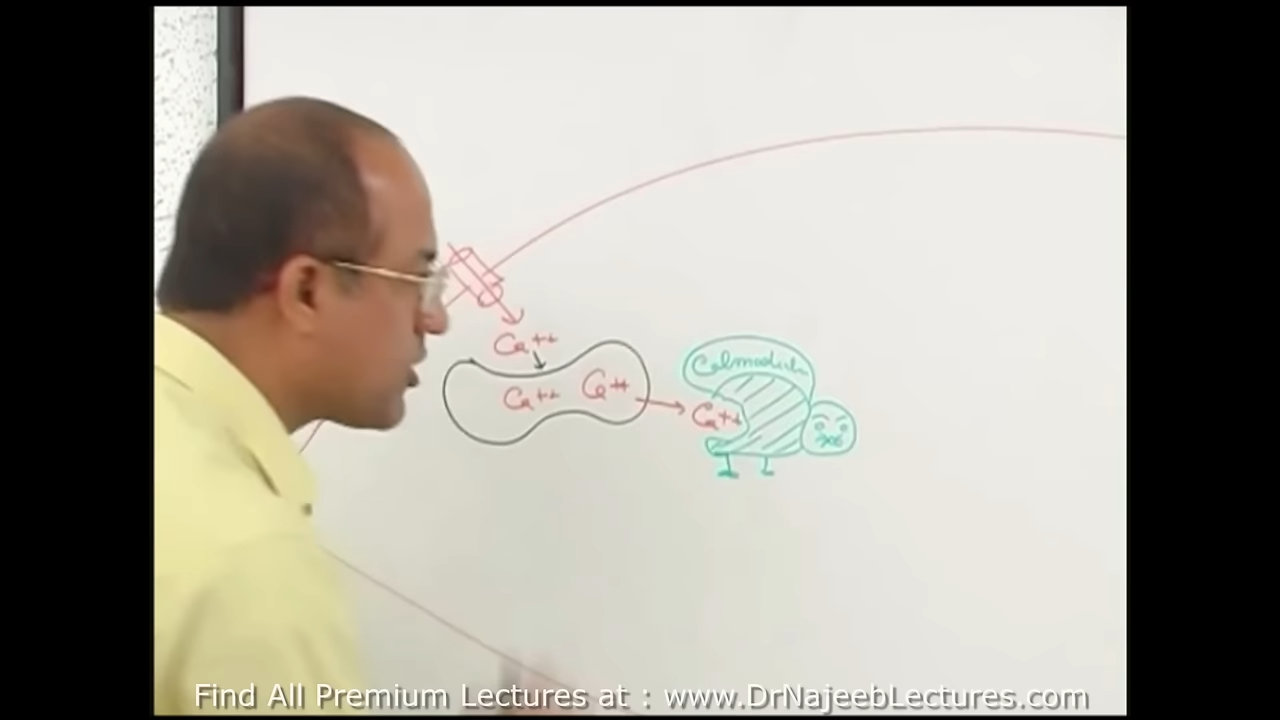 Ca++
Ca++
Ca++
Calmodulin
Ca++
Find All Premium Lectures at : www.DrNajeebLectures.com